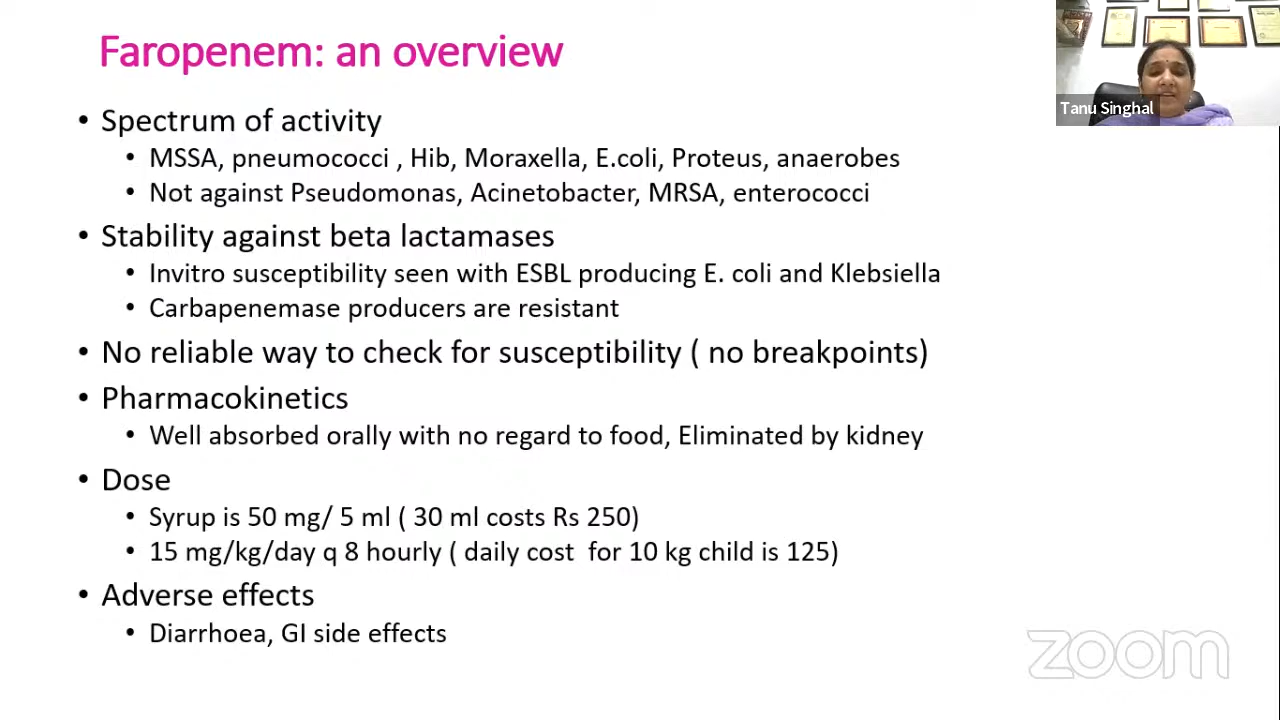 Faropenem: an overview
Tanu Singhal
• Spectrum of activity
• MSSA, pneumococci , Hib, Moraxella, E.coli, Proteus, anaerobes
• Not against Pseudomonas, Acinetobacter, MRSA, enterococci
• Stability against beta lactamases
• Invitro susceptibility seen with ESBL producing E. coli and Klebsiella
• Carbapenemase producers are resistant
• No reliable way to check for susceptibility ( no breakpoints)
• Pharmacokinetics
• Well absorbed orally with no regard to food, Eliminated by kidney
• Dose
• Syrup is 50 mg/ 5 ml ( 30 ml costs Rs 250)
• 15 mg/kg/day q 8 hourly ( daily cost for 10 kg child is 125)
• Adverse effects
• Diarrhoea, GI side effects
zoom